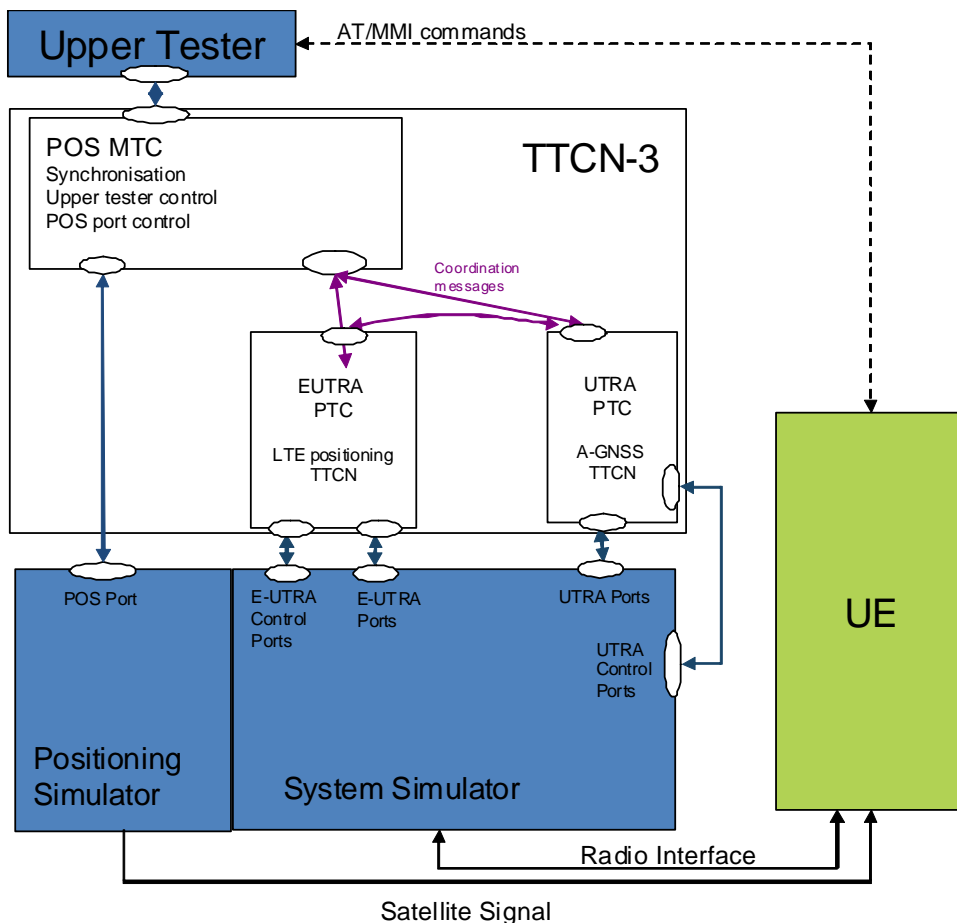 Upper Tester
AT/MMI commands
POS MTC
Synchronisation
Upper tester control
POS port control
TTCN-3
Coordination
messages
EUTRA
PTC
LTE positioning
TTCN
UTRA
PTC
A-GNSS
TTCN
POS Port
E-UTRA
Control
Ports
E-UTRA
Ports
UTRA Ports
UTRA
Control
Ports
UE
Positioning
Simulator
System Simulator
Radio Interface
Satellite Signal